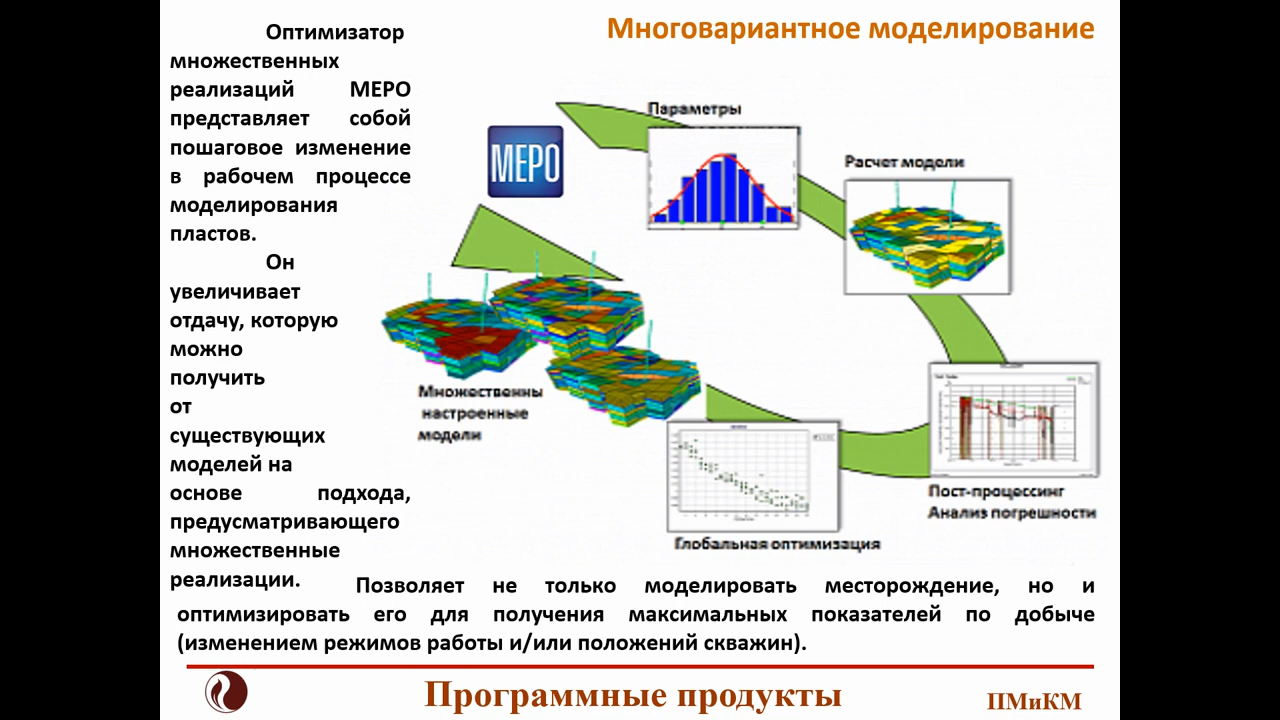 Многовариантное моделирование
Оптимизатор
множественных
реализаций МЕРО
представляет собой
пошаговое изменение
в рабочем процессе
моделирования
пластов.
Он
увеличивает
отдачу, которую
можно
получить
от
существующих
моделей на
основе подхода,
предусматривающего
множественные
реализации.
МЕРО
Параметры
Расчет модели
Пост-процессинг
Анализ погрешности
Глобальная оптимизация
Множественны
настроенные
модели
Позволяет не только моделировать месторождение, но и
оптимизировать его для получения максимальных показателей по добыче
(изменением режимов работы и/или положений скважин).
Программные продукты
ПМиКМ